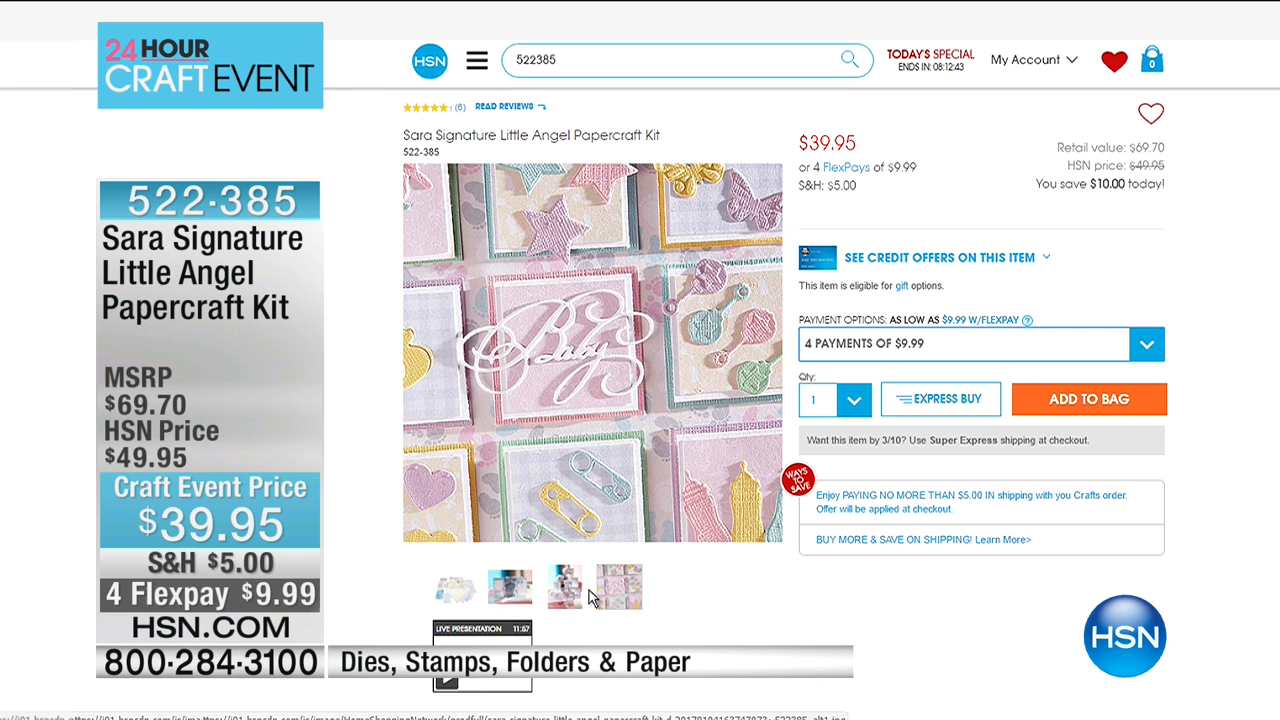 24 HOUR
CRAFT EVENT
HSN
522385
TODAY'S SPECIAL
ENDS IN: 08:12:43
My Account
0
(6) READ REVIEWS
Sara Signature Little Angel Papercraft Kit
522-385
$39.95
or 4 FlexPays of $9.99
S&H: $5.00
Retail value: $69.70
HSN price: $49.95
You save $10.00 today!
SEE CREDIT OFFERS ON THIS ITEM
This item is eligible for gift options.
PAYMENT OPTIONS: AS LOW AS $9.99 W/FLEXPAY ?
4 PAYMENTS OF $9.99
Qty:
1
EXPRESS BUY
ADD TO BAG
Want this item by 3/10? Use Super Express shipping at checkout.
WAYS
TO
SAVE
Enjoy PAYING NO MORE THAN $5.00 IN shipping with you Crafts order.
Offer will be applied at checkout.
BUY MORE & SAVE ON SHIPPING! Learn More>
Baby
522-385
Sara Signature
Little Angel
Papercraft Kit
MSRP
$69.70
HSN Price
$49.95
Craft Event Price
$39.95
S&H $5.00
4 Flexpay $9.99
HSN.COM
800-284-3100
LIVE PRESENTATION 11:57
Dies, Stamps, Folders & Paper
HSN